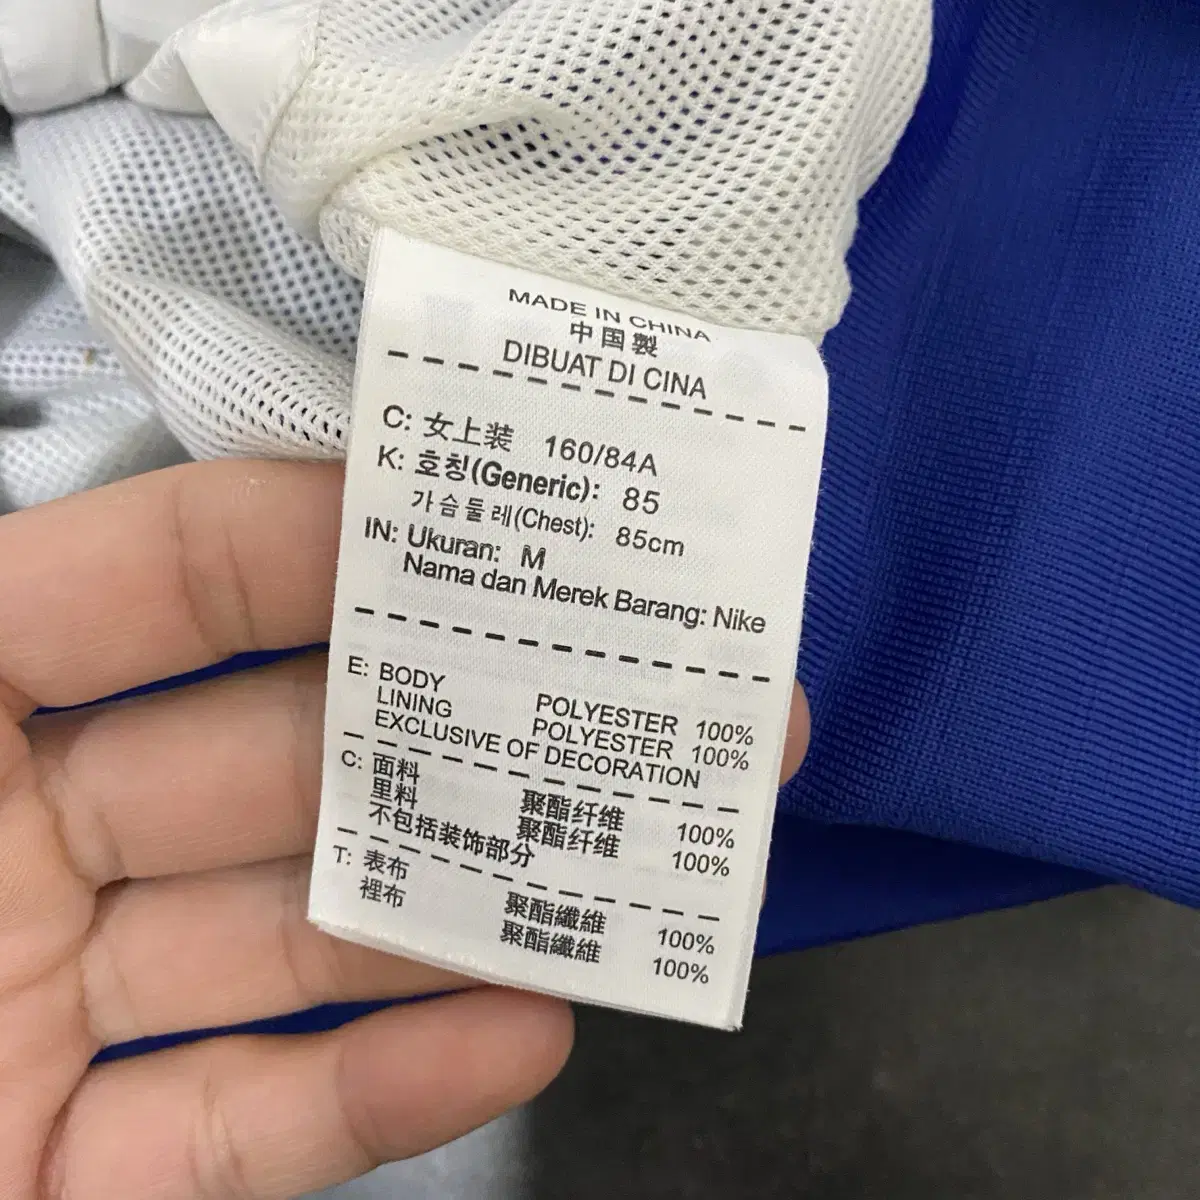 MADE IN CHINA
中国製
DIBUAT DI CINA
C: 女上装 160/84A
K: 호칭(Generic): 85
가슴둘레(Chest): 85cm
IN: Ukuran: M
Nama dan Merek Barang: Nike
E: BODY POLYESTER 100%
LINING POLYESTER 100%
EXCLUSIVE OF DECORATION
C: 面料 聚酯纤维 100%
里料 聚酯纤维 100%
不包括装饰部分
T: 表布 聚酯纖維 100%
裡布 聚酯纖維 100%